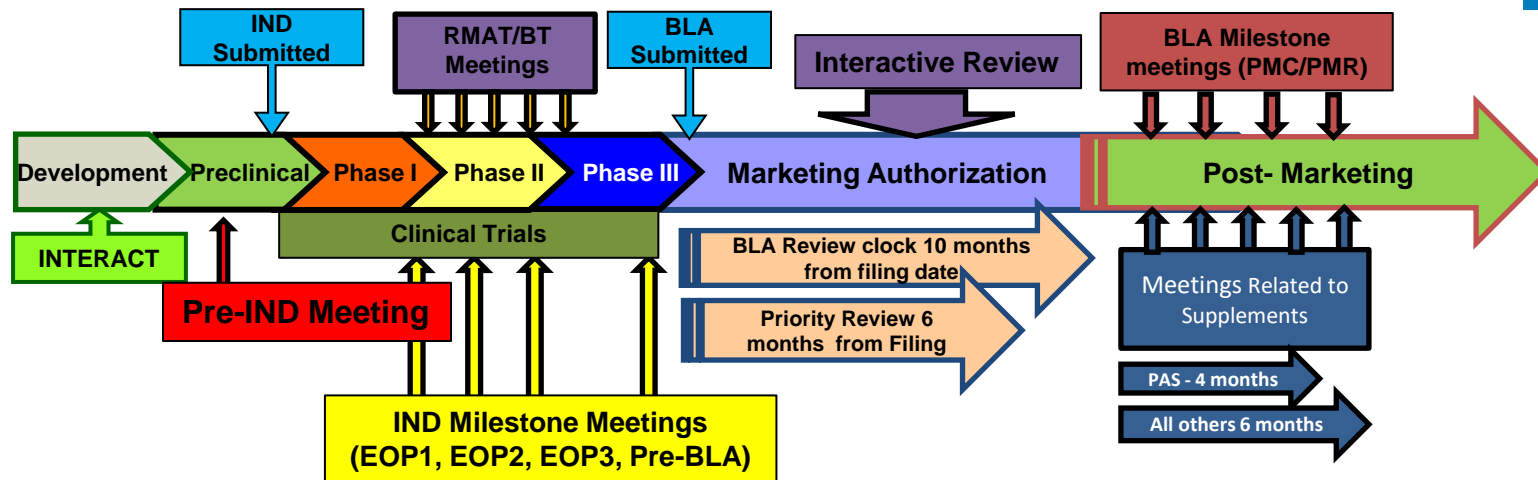 IND
Submitted
RMAT/BT
Meetings
BLA
Submitted
Interactive Review
BLA Milestone
meetings (PMC/PMR)
Development
Preclinical
Phase I
Phase II
Phase III
Marketing Authorization
Post- Marketing
INTERACT
Clinical Trials
Pre-IND Meeting
BLA Review clock 10 months
from filing date
Priority Review 6
months from Filing
Meetings Related to
Supplements
PAS - 4 months
All others 6 months
IND Milestone Meetings
(EOP1, EOP2, EOP3, Pre-BLA)